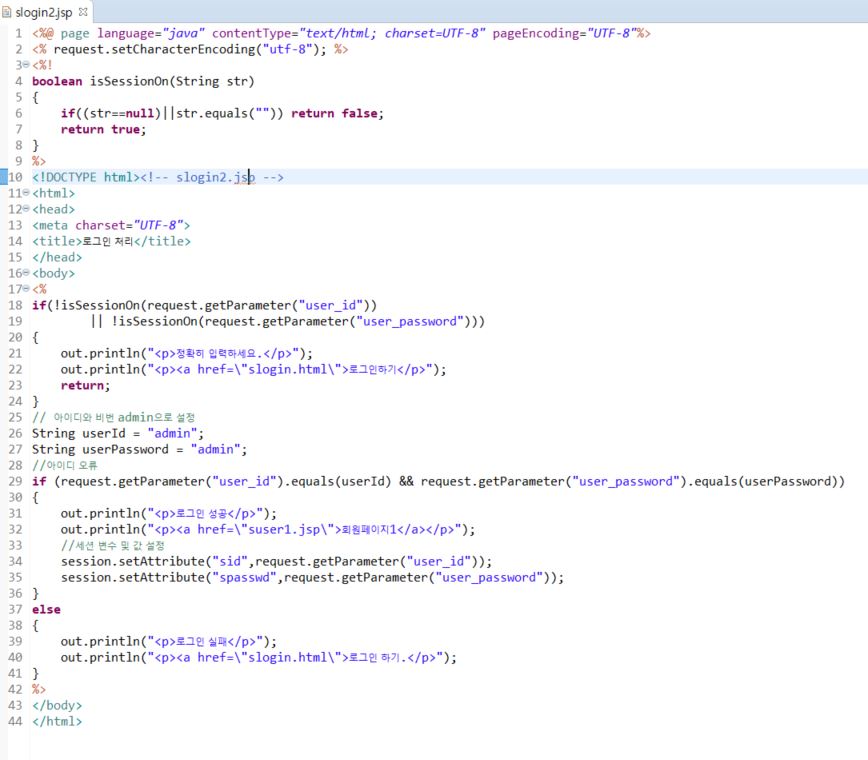 slogin2.jsp
1 <%@ page language="java" contentType="text/html; charset=UTF-8" pageEncoding="UTF-8"%>
2 <% request.setCharacterEncoding("utf-8"); %>
3 <%!
4 boolean isSessionOn(String str)
5 {
6     if((str==null)||str.equals("")) return false;
7     return true;
8 }
9 %>
10 <!DOCTYPE html><!-- slogin2.jsp -->
11 <html>
12 <head>
13 <meta charset="UTF-8">
14 <title>로그인 처리</title>
15 </head>
16 <body>
17 <%
18 if(!isSessionOn(request.getParameter("user_id"))
19         || !isSessionOn(request.getParameter("user_password")))
20 {
21     out.println("<p>정확히 입력하세요.</p>");
22     out.println("<p><a href=\"slogin.html\">로그인하기</p>");
23     return;
24 }
25 // 아이디와 비번 admin으로 설정
26 String userId = "admin";
27 String userPassword = "admin";
28 //아이디 오류
29 if (request.getParameter("user_id").equals(userId) && request.getParameter("user_password").equals(userPassword))
30 {
31     out.println("<p>로그인 성공</p>");
32     out.println("<p><a href=\"suser1.jsp\">회원페이지1</a></p>");
33     //세션 변수 및 값 설정
34     session.setAttribute("sid",request.getParameter("user_id"));
35     session.setAttribute("spasswd",request.getParameter("user_password"));
36 }
37 else
38 {
39     out.println("<p>로그인 실패</p>");
40     out.println("<p><a href=\"slogin.html\">로그인 하기.</p>");
41 }
42 %>
43 </body>
44 </html>